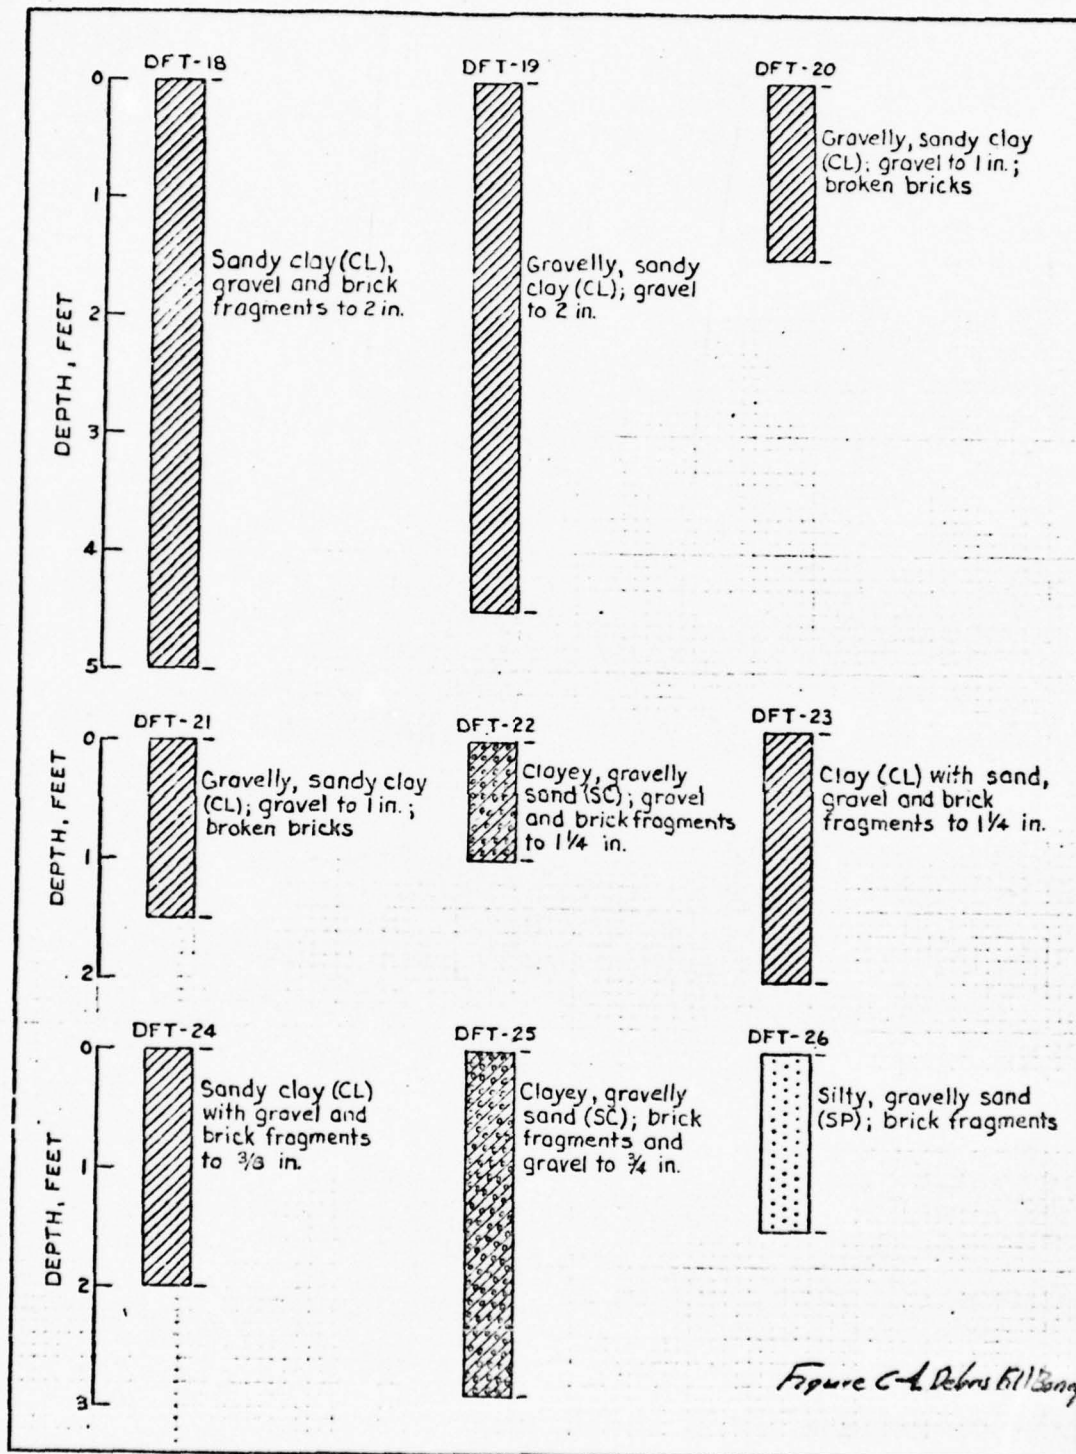 DFT-18
DFT-19
DFT-20
0
1
2
3
4
5
DEPTH, FEET
Sandy clay (CL),
gravel and brick
fragments to 2 in.
Gravelly, sandy
clay (CL); gravel
to 2 in.
Gravelly, sandy clay
(CL); gravel to 1 in.;
broken bricks
DFT-21
DFT-22
DFT-23
0
1
2
DEPTH, FEET
Gravelly, sandy clay
(CL); gravel to 1 in.;
broken bricks
Clayey, gravelly
sand (SC); gravel
and brick fragments
to 1 1/4 in.
Clay (CL) with sand,
gravel and brick
fragments to 1 1/4 in.
DFT-24
DFT-25
DFT-26
0
1
2
3
DEPTH, FEET
Sandy clay (CL)
with gravel and
brick fragments
to in.
Clayey, gravelly
sand (SC); brick
fragments and
gravel to 3/4 in.
Silty, gravelly sand
(SP); brick fragments
Figure Debris Fill